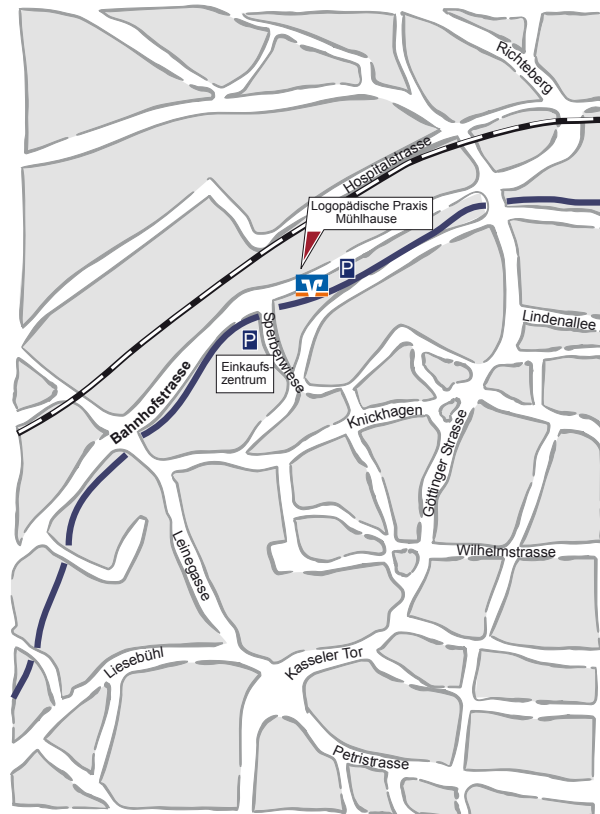 Richteberg
Hospitalstrasse
Logopädische Praxis
Mühlhause
P
P
Lindenallee
Sperberwiese
Einkaufs-
zentrum
Bahnhofstrasse
Knickhagen
Göttinger Strasse
Leinegasse
Wilhelmstrasse
Liesebühl
Kasseler Tor
Petristrasse